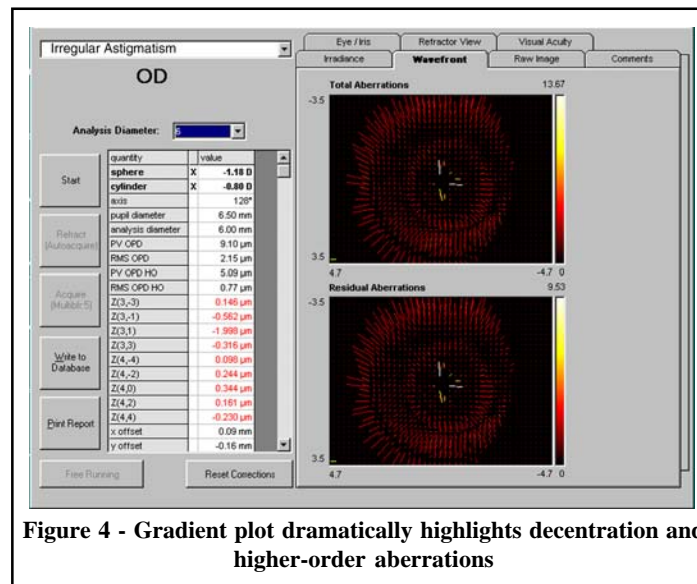 Irregular Astigmatism
OD
Analysis Diameter: 6
Start
Refract
(Autoacquire)
Acquire
(Multiple:5)
Write to
Database
Print Report
Free Running
Reset Corrections
quantity value
sphere X -1.18 D
cylinder X -0.80 D
axis 128°
pupil diameter 6.50 mm
analysis diameter 6.00 mm
PV OPD 9.10 µm
RMS OPD 2.15 µm
PV OPD HO 5.09 µm
RMS OPD HO 0.77 µm
Z(3,-3) 0.146 µm
Z(3,-1) -0.562 µm
Z(3,1) -1.998 µm
Z(3,3) -0.316 µm
Z(4,-4) 0.098 µm
Z(4,-2) 0.244 µm
Z(4,0) 0.344 µm
Z(4,2) 0.161 µm
Z(4,4) -0.230 µm
x offset 0.09 mm
y offset -0.16 mm
Eye / Iris Refractor View Visual Acuity
Irradiance Wavefront Raw Image Comments
Total Aberrations 13.67
-3.5
3.5
4.7 -4.7 0
Residual Aberrations 9.53
-3.5
3.5
4.7 -4.7 0
Figure 4 - Gradient plot dramatically highlights decentration and
higher-order aberrations